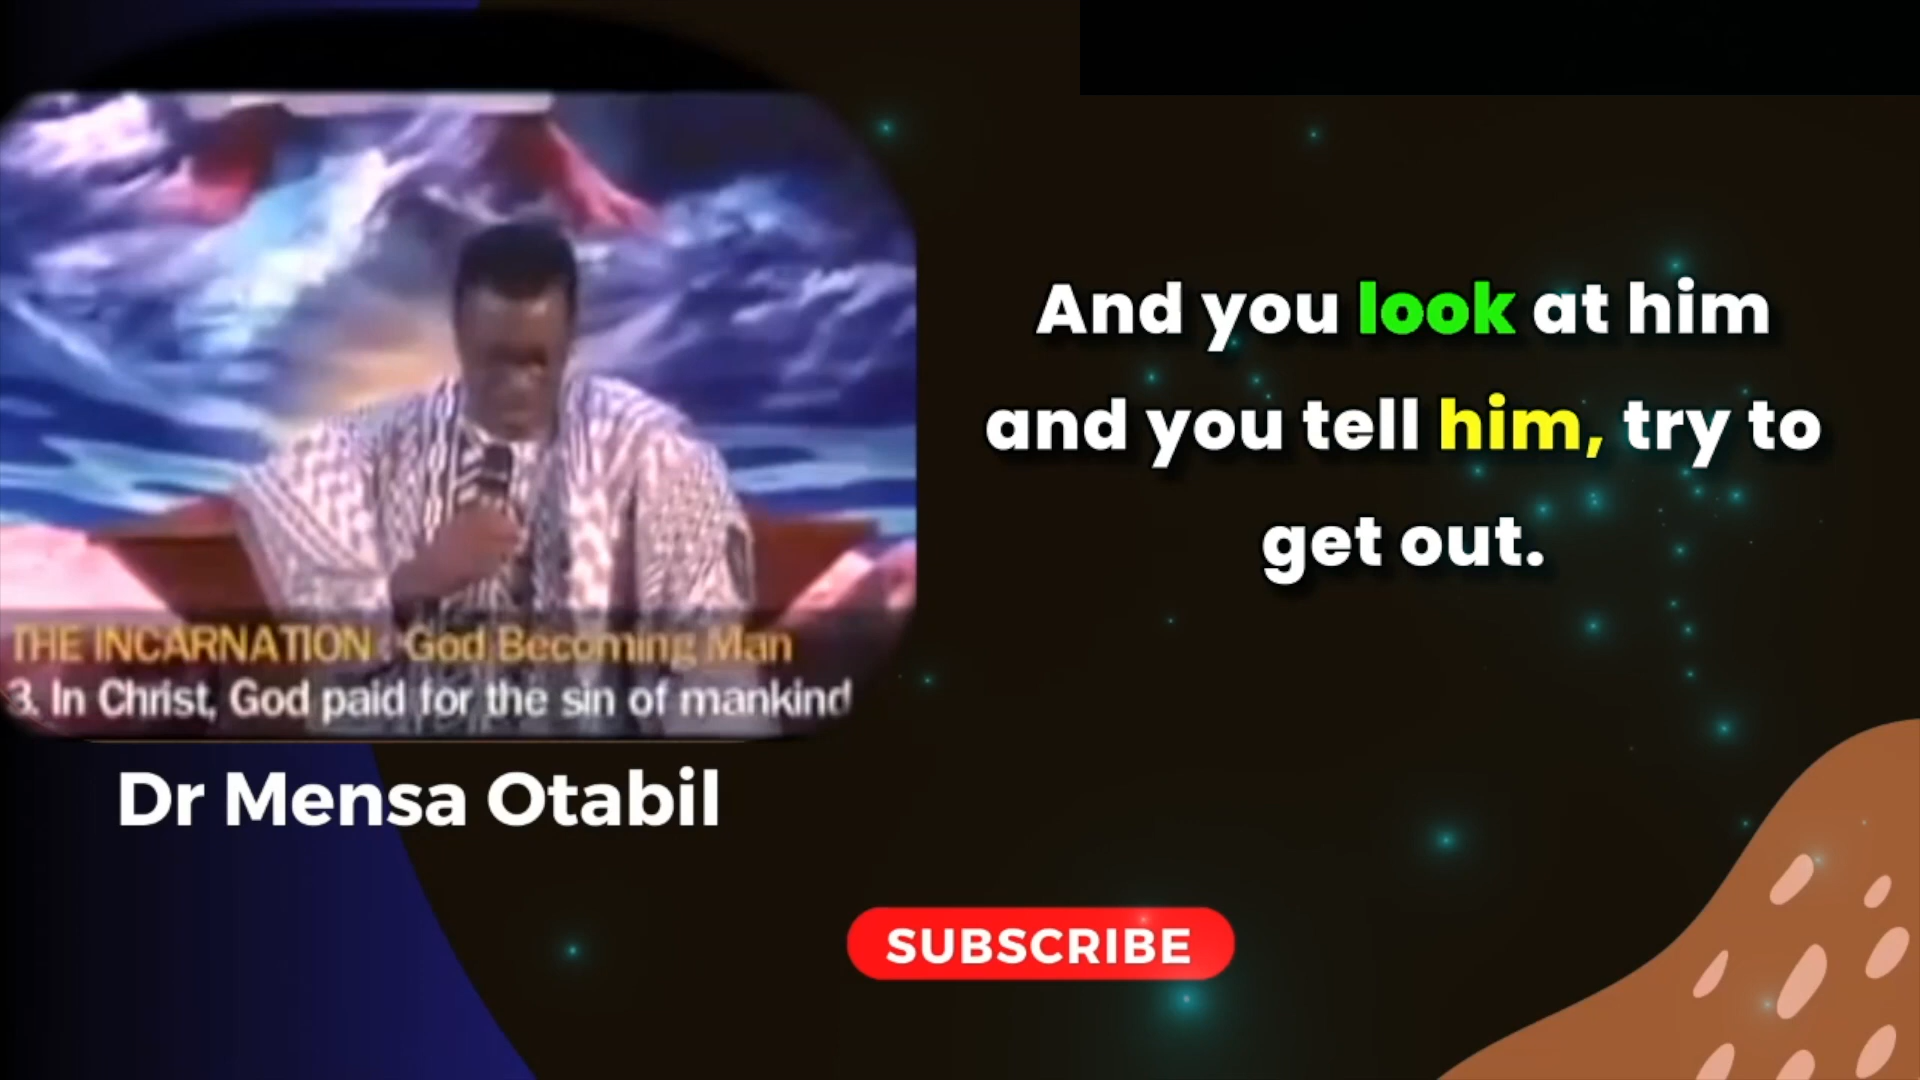 And you look at him
and you tell him, try to
get out.
THE INCARNATION : God Becoming Man
3. In Christ, God paid for the sin of mankind
Dr Mensa Otabil
SUBSCRIBE